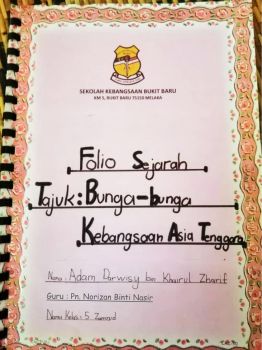 SEKOLAH KEBANGSAAN BUKIT BARU
KM 5, BUKIT BARU 75150 MELAKA
Folio Sejarah
Tajuk : Bunga-bunga
Kebangsaan Asia Tenggara
Nama: Adam Darwisy bin Khairul Zharif
Guru : Pn. Norizan Binti Nasir
Nama Kelas: 5 Zamrud